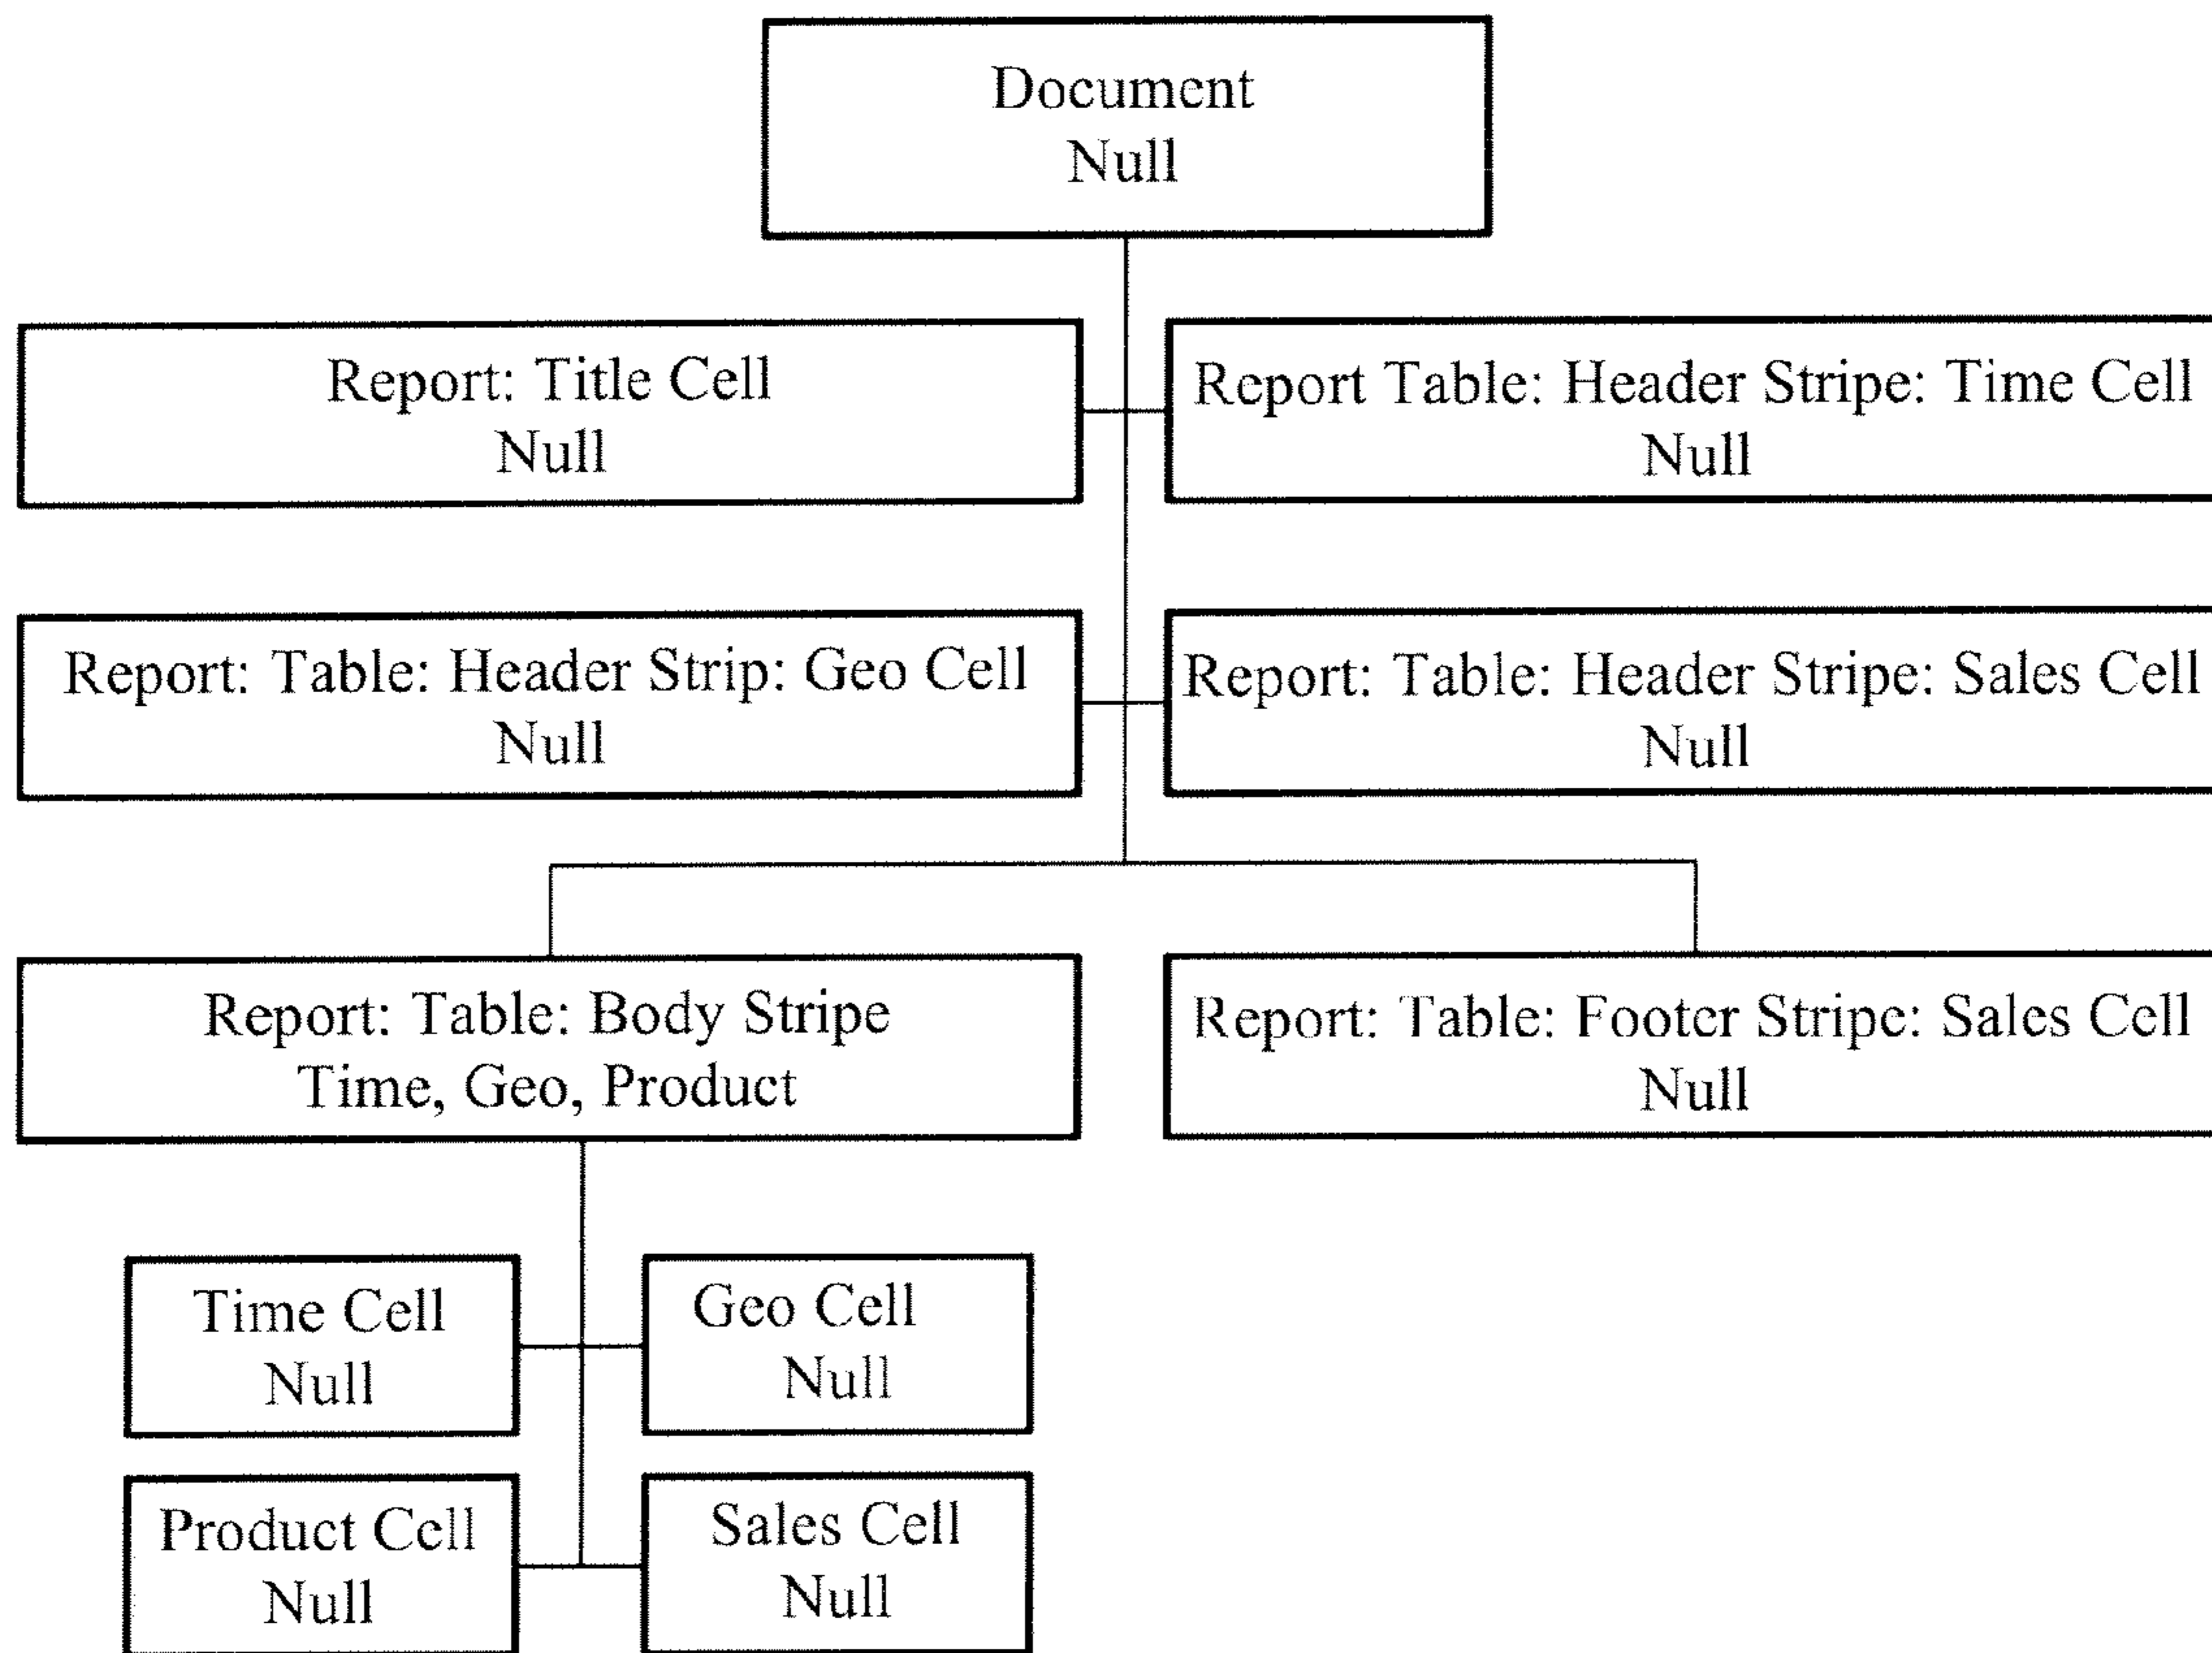 Document
Null
Report: Title Cell
Null
Report Table: Header Stripe: Time Cell
Null
Report: Table: Header Strip: Geo Cell
Null
Report: Table: Header Stripe: Sales Cell
Null
Report: Table: Body Stripe
Time, Geo, Product
Report: Table: Footer Stripe: Sales Cell
Null
Time Cell
Null
Geo Cell
Null
Product Cell
Null
Sales Cell
Null